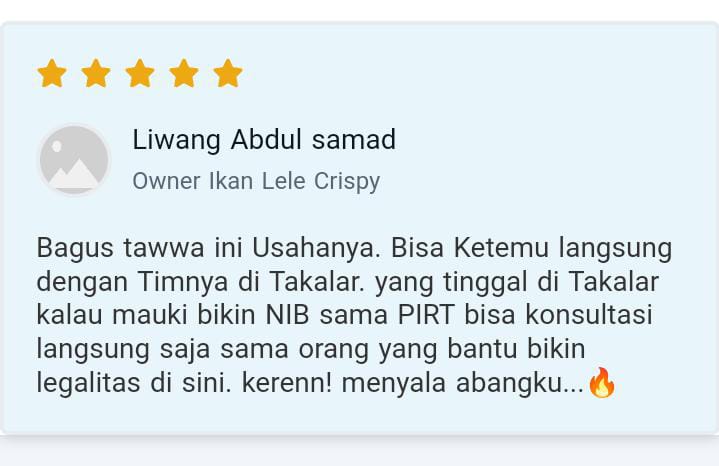 Liwang Abdul samad
Owner Ikan Lele Crispy
Bagus tawwa ini Usahanya. Bisa Ketemu langsung
dengan Timnya di Takalar. yang tinggal di Takalar
kalau mauki bikin NIB sama PIRT bisa konsultasi
langsung saja sama orang yang bantu bikin
legalitas di sini. kerenn! menyala abangku...🔥